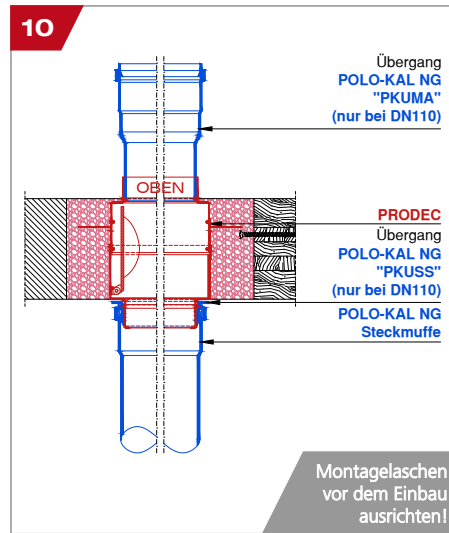 10
Übergang
POLO-KAL NG
"PKUMA"
(nur bei DN110)
OBEN
PRODEC
Übergang
POLO-KAL NG
"PKUSS"
(nur bei DN110)
POLO-KAL NG
Steckmuffe
Montagelaschen
vor dem Einbau
ausrichten!